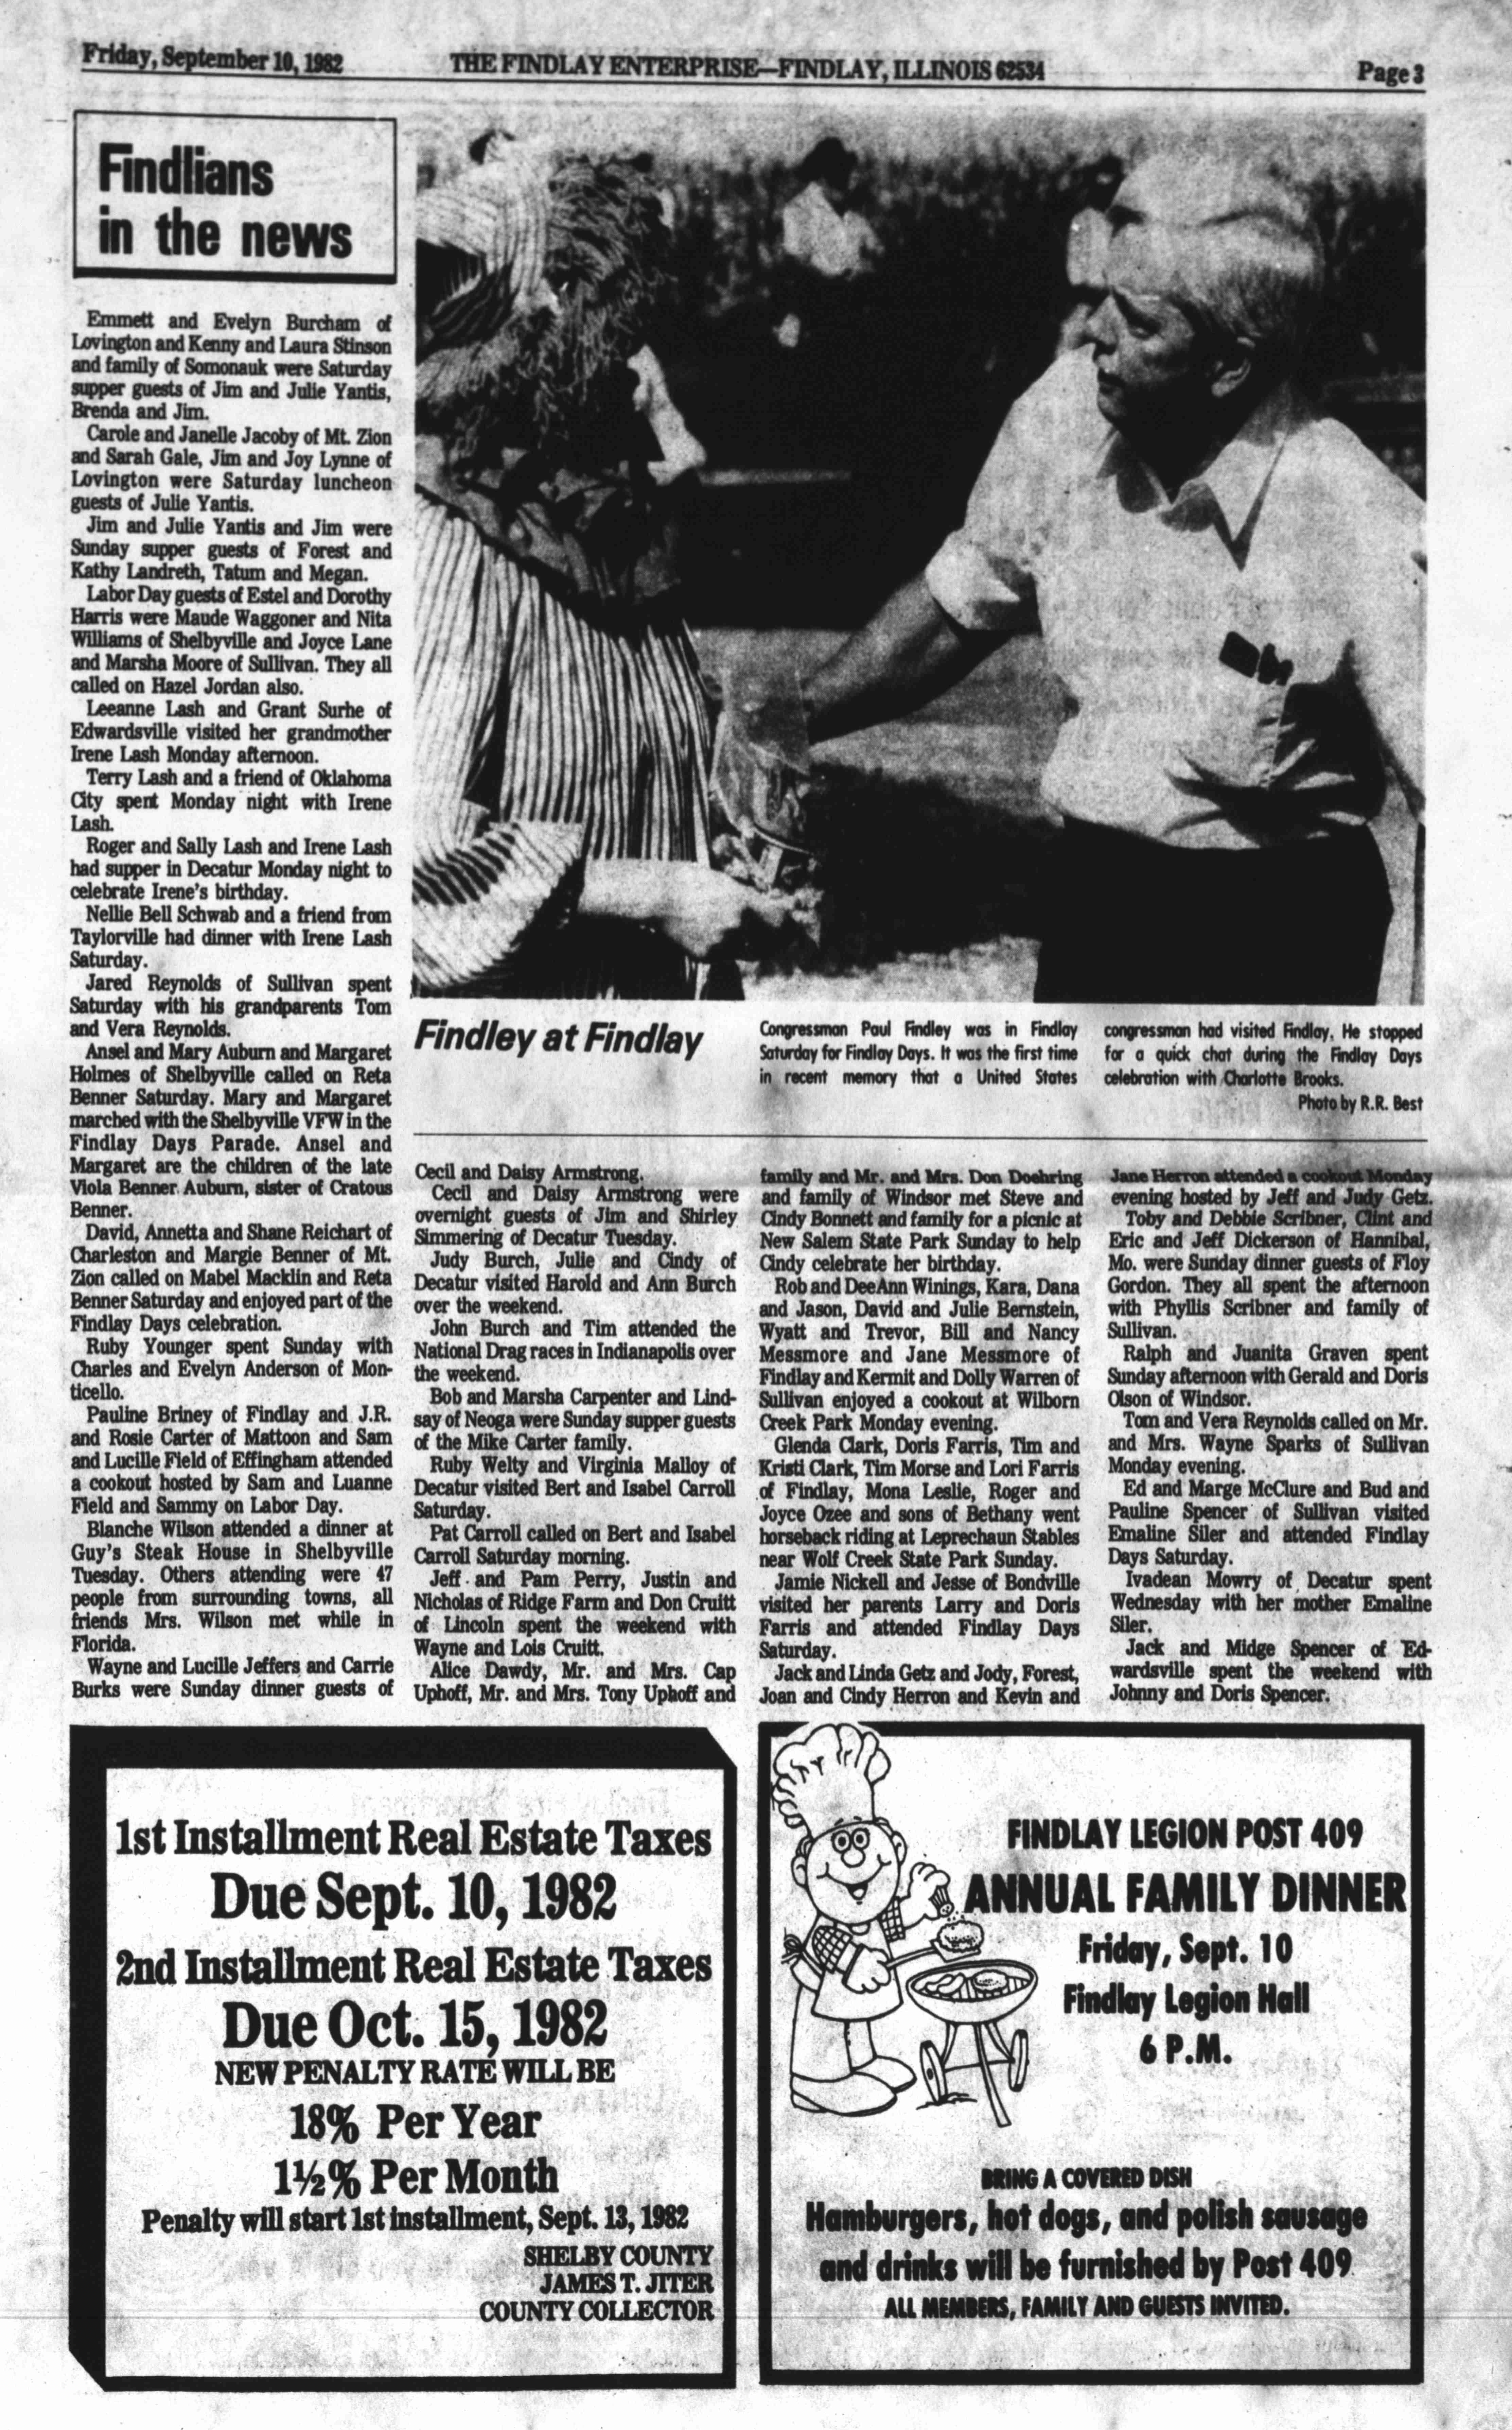 Friday, September 10, 1982
THE FINDLAY ENTERPRISE—FINDLAY, ILLINOIS 62534
Page 3
Findlians
in the news
Emmett and Evelyn Burcham of
Lovington and Kenny and Laura Stinson
and family of Somonauk were Saturday
supper guests of Jim and Julie Yantis,
Brenda and Jim.
Carole and Janelle Jacoby of Mt. Zion
and Sarah Gale, Jim and Joy Lynne of
Lovington were Saturday luncheon
guests of Julie Yantis.
Jim and Julie Yantis and Jim were
Sunday supper guests of Forest and
Kathy Landreth, Tatum and Megan.
Labor Day guests of Estel and Dorothy
Harris were Maude Waggoner and Nita
Williams of Shelbyville and Joyce Lane
and Marsha Moore of Sullivan. They all
called on Hazel Jordan also.
Leeanne Lash and Grant Surhe of
Edwardsville visited her grandmother
Irene Lash Monday afternoon.
Terry Lash and a friend of Oklahoma
City spent Monday night with Irene
Lash.
Roger and Sally Lash and Irene Lash
had supper in Decatur Monday night to
celebrate Irene's birthday.
Nellie Bell Schwab and a friend from
Taylorville had dinner with Irene Lash
Saturday.
Jared Reynolds of Sullivan spent
Saturday with his grandparents Tom
and Vera Reynolds.
Ansel and Mary Auburn and Margaret
Holmes of Shelbyville called on Reta
Benner Saturday. Mary and Margaret
marched with the Shelbyville VFW in the
Findlay Days Parade. Ansel and
Margaret are the children of the late
Viola Benner Auburn, sister of Cratous
Benner.
David, Annetta and Shane Reichart of
Charleston and Margie Benner of Mt.
Zion called on Mabel Macklin and Reta
Benner Saturday and enjoyed part of the
Findlay Days celebration.
Ruby Younger spent Sunday with
Charles and Evelyn Anderson of Mon-
ticello.
Pauline Briney of Findlay and J.R.
and Rosie Carter of Mattoon and Sam
and Lucille Field of Effingham attended
a cookout hosted by Sam and Luanne
Field and Sammy on Labor Day.
Blanche Wilson attended a dinner at
Guy's Steak House in Shelbyville
Tuesday. Others attending were 47
people from surrounding towns, all
friends Mrs. Wilson met while in
Florida.
Wayne and Lucille Jeffers and Carrie
Burks were Sunday dinner guests of
Findley at Findlay
Congressman Paul Findley was in Findlay
Saturday for Findlay Days. It was the first time
in recent memory that a United States
congressman had visited Findlay. He stopped
for a quick chat during the Findlay Days
celebration with Charlotte Brooks.
Photo by R.R. Best
Cecil and Daisy Armstrong.
Cecil and Daisy Armstrong were
overnight guests of Jim and Shirley
Simmering of Decatur Tuesday.
Judy Burch, Julie and Cindy of
Decatur visited Harold and Ann Burch
over the weekend.
John Burch and Tim attended the
National Drag races in Indianapolis over
the weekend.
Bob and Marsha Carpenter and Lind-
say of Neoga were Sunday supper guests
of the Mike Carter family.
Ruby Welty and Virginia Malloy of
Decatur visited Bert and Isabel Carroll
Saturday.
Pat Carroll called on Bert and Isabel
Carroll Saturday morning.
Jeff and Pam Perry, Justin and
Nicholas of Ridge Farm and Don Cruitt
of Lincoln spent the weekend with
Wayne and Lois Cruitt.
Alice Dawdy, Mr. and Mrs. Cap
Uphoff, Mr. and Mrs. Tony Uphoff and
family and Mr. and Mrs. Don Doehring
and family of Windsor met Steve and
Cindy Bonnett and family for a picnic at
New Salem State Park Sunday to help
Cindy celebrate her birthday.
Rob and DeeAnn Winings, Kara, Dana
and Jason, David and Julie Bernstein,
Wyatt and Trevor, Bill and Nancy
Messmore and Jane Messmore of
Findlay and Kermit and Dolly Warren of
Sullivan enjoyed a cookout at Wilborn
Creek Park Monday evening.
Glenda Clark, Doris Farris, Tim and
Kristi Clark, Tim Morse and Lori Farris
of Findlay, Mona Leslie, Roger and
Joyce Ozee and sons of Bethany went
horseback riding at Leprechaun Stables
near Wolf Creek State Park Sunday.
Jamie Nickell and Jesse of Bondville
visited her parents Larry and Doris
Farris and attended Findlay Days
Saturday.
Jack and Linda Getz and Jody, Forest,
Joan and Cindy Herron and Kevin and
Jane Herron attended a cookout Monday
evening hosted by Jeff and Judy Getz.
Toby and Debbie Scribner, Clint and
Eric and Jeff Dickerson of Hannibal,
Mo. were Sunday dinner guests of Floy
Gordon. They all spent the afternoon
with Phyllis Scribner and family of
Sullivan.
Ralph and Juanita Graven spent
Sunday afternoon with Gerald and Doris
Olson of Windsor.
Tom and Vera Reynolds called on Mr.
and Mrs. Wayne Sparks of Sullivan
Monday evening.
Ed and Marge McClure and Bud and
Pauline Spencer of Sullivan visited
Emaline Siler and attended Findlay
Days Saturday.
Ivadean Mowry of Decatur spent
Wednesday with her mother Emaline
Siler.
Jack and Midge Spencer of Ed-
wardsville spent the weekend with
Johnny and Doris Spencer.
1st Installment Real Estate Taxes
Due Sept. 10, 1982
2nd Installment Real Estate Taxes
Due Oct. 15, 1982
NEW PENALTY RATE WILL BE
18% Per Year
1½% Per Month
Penalty will start 1st installment, Sept. 13, 1982
SHELBY COUNTY
JAMES T. JITER
COUNTY COLLECTOR
FINDLAY LEGION POST 409
ANNUAL FAMILY DINNER
Friday, Sept. 10
Findlay Legion Hall
6 P.M.
BRING A COVERED DISH
Hamburgers, hot dogs, and polish sausage
and drinks will be furnished by Post 409
ALL MEMBERS, FAMILY AND GUESTS INVITED.